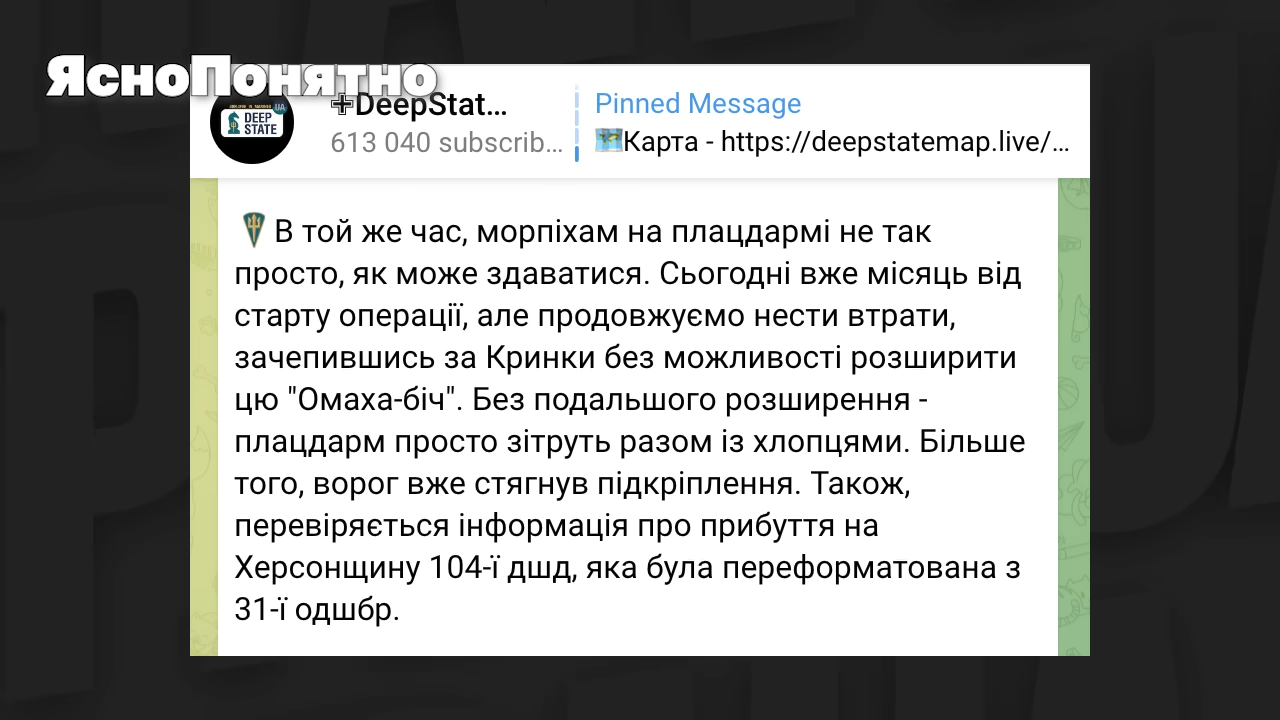 ЯсноПонятно
DeepStat…
613 040 subscrib…
Pinned Message
Карта - https://deepstatemap.live/…
UA
DEEP
STATE
В той же час, морпіхам на плацдармі не так
просто, як може здаватися. Сьогодні вже місяць від
старту операції, але продовжуємо нести втрати,
зачепившись за Кринки без можливості розширити
цю "Омаха-біч". Без подальшого розширення -
плацдарм просто зітруть разом із хлопцями. Більше
того, ворог вже стягнув підкріплення. Також,
перевіряється інформація про прибуття на
Херсонщину 104-ї дшд, яка була переформатована з
31-ї одшбр.